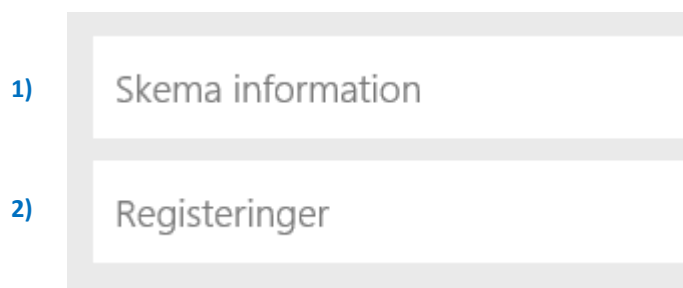 1) Skema information
2) Registeringer